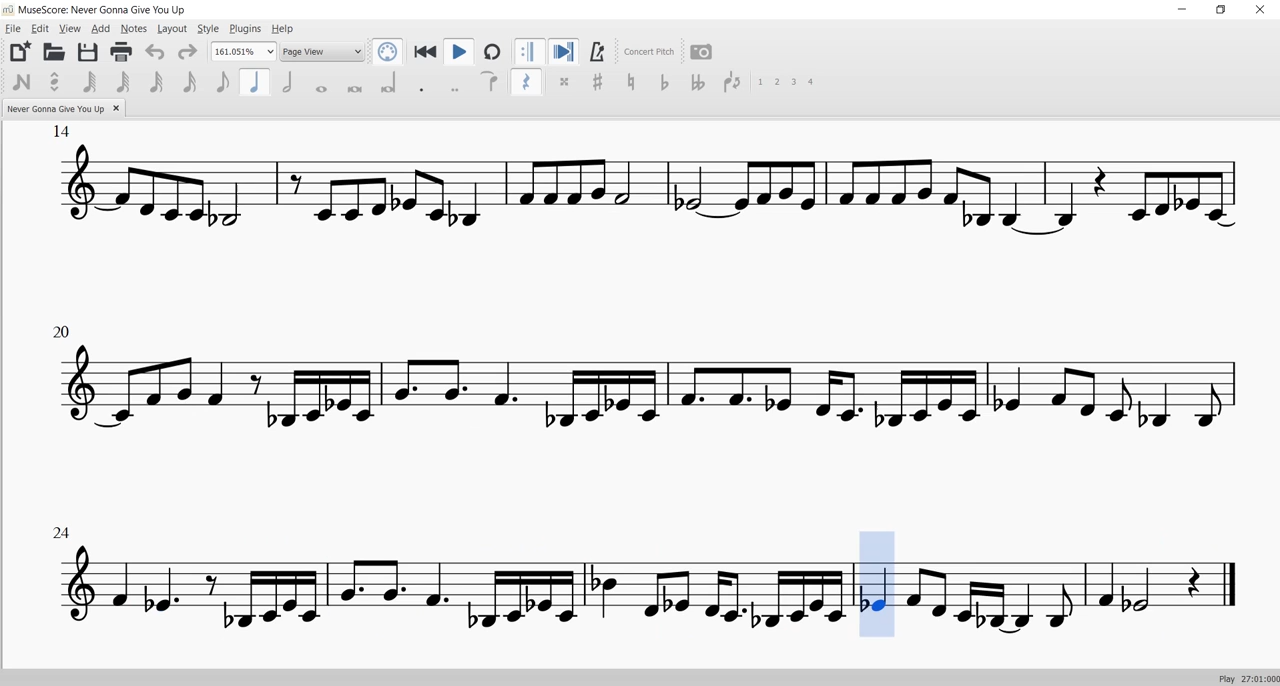 MuseScore: Never Gonna Give You Up
File Edit View Add Notes Layout Style Plugins Help
161.051% Page View Concert Pitch
1 2 3 4
Never Gonna Give You Up
14
20
24
Play 27:01:000